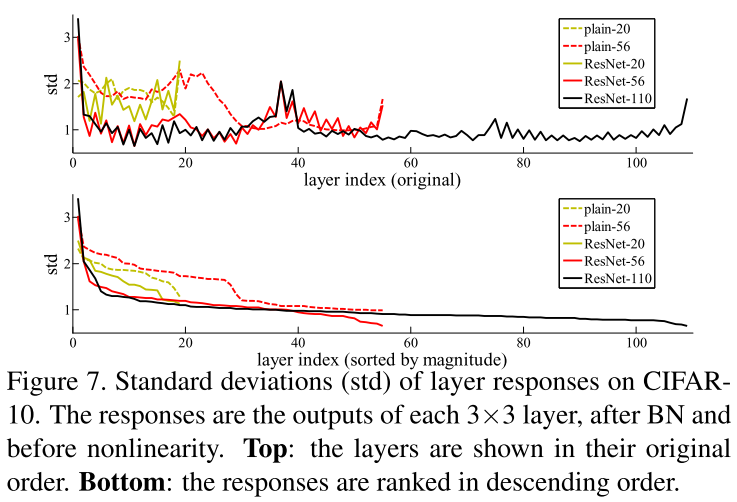 3
2
1
std
plain-20
plain-56
ResNet-20
ResNet-56
ResNet-110
0 20 40 60 80 100
layer index (original)
3
2
1
std
plain-20
plain-56
ResNet-20
ResNet-56
ResNet-110
0 20 40 60 80 100
layer index (sorted by magnitude)
Figure 7. Standard deviations (std) of layer responses on CIFAR-
10. The responses are the outputs of each 3×3 layer, after BN and
before nonlinearity. Top: the layers are shown in their original
order. Bottom: the responses are ranked in descending order.